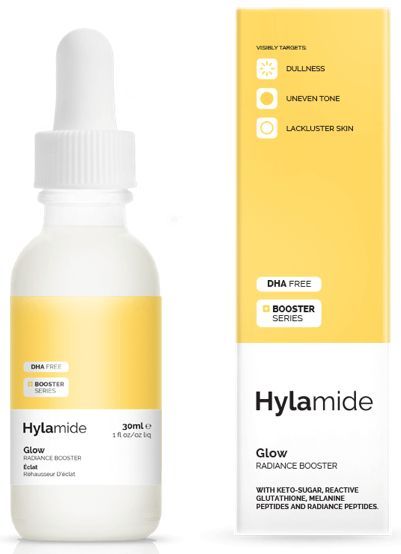 VISIBLY TARGETS:
DULLNESS
UNEVEN TONE
LACKLUSTER SKIN
DHA FREE
BOOSTER
SERIES
Hylamide
Glow
RADIANCE BOOSTER
WITH KETO-SUGAR, REACTIVE
GLUTATHIONE, MELANINE
PEPTIDES AND RADIANCE PEPTIDES.
DHA FREE
BOOSTER
SERIES
Hylamide
30ml e
1 fl oz/oz liq
Glow
RADIANCE BOOSTER
Éclat
Réhausseur D'éclat